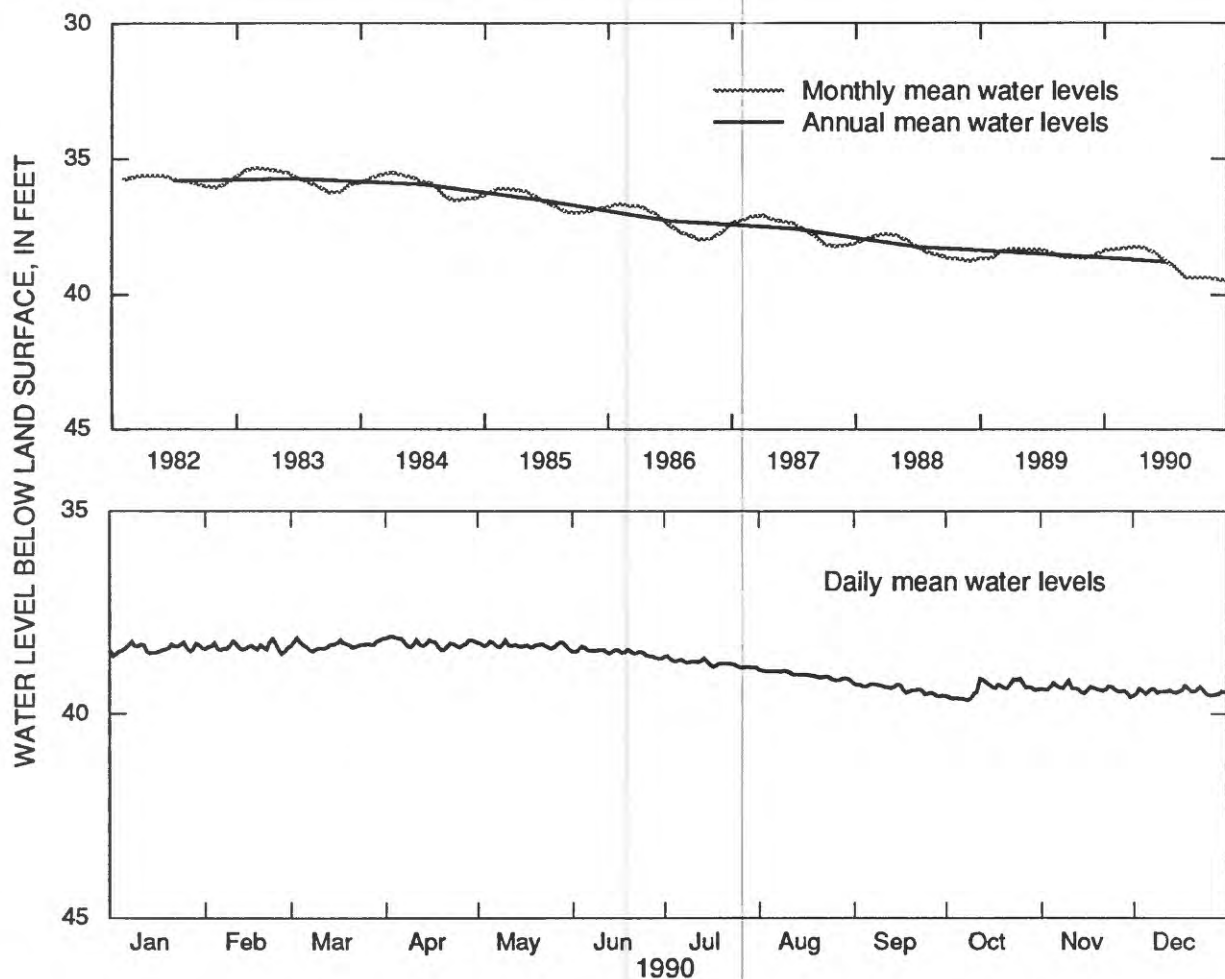 WATER LEVEL BELOW LAND SURFACE, IN FEET
30
35
40
45
Monthly mean water levels
Annual mean water levels
1982 1983 1984 1985 1986 1987 1988 1989 1990
35
40
45
Daily mean water levels
Jan Feb Mar Apr May Jun Jul Aug Sep Oct Nov Dec
1990